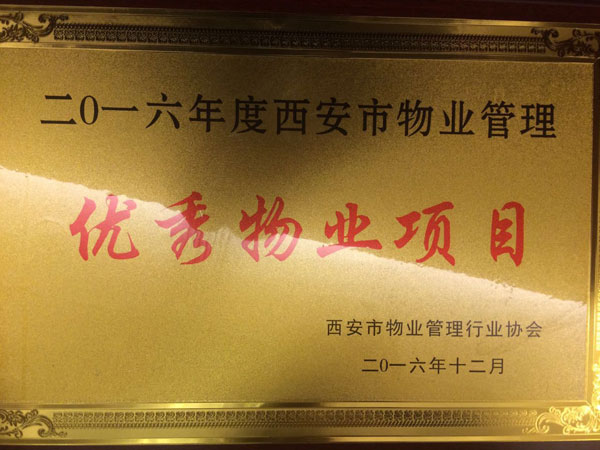 二0一六年度西安市物业管理
优秀物业项目
西安市物业管理行业协会
二0一六年十二月